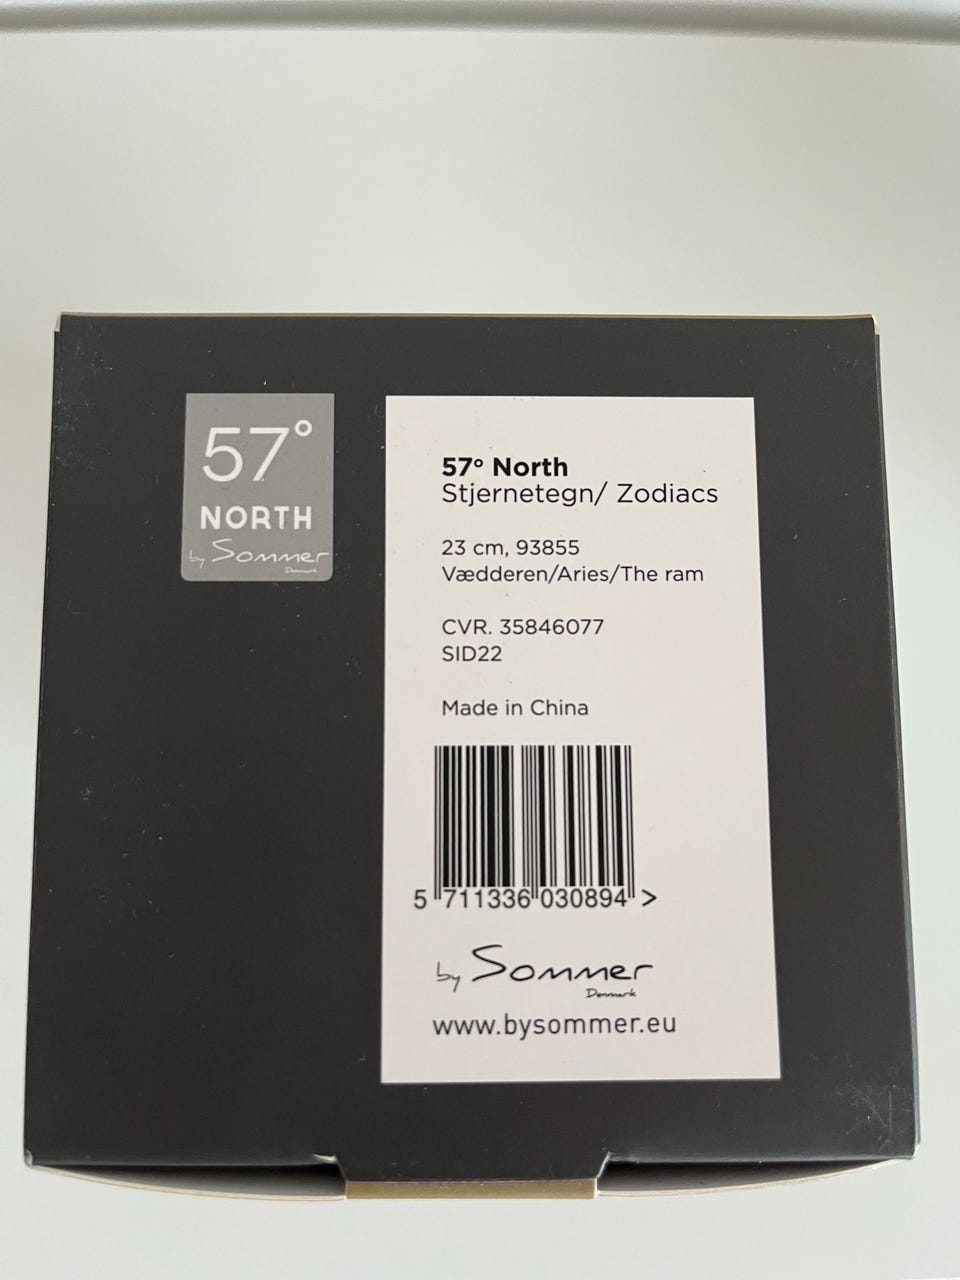 57°
NORTH
by Sommer
Denmark
57° North
Stjernetegn/ Zodiacs
23 cm, 93855
Vædderen/Aries/The ram
CVR. 35846077
SID22
Made in China
5 711336 030894 >
by Sommer
Denmark
www.bysommer.eu